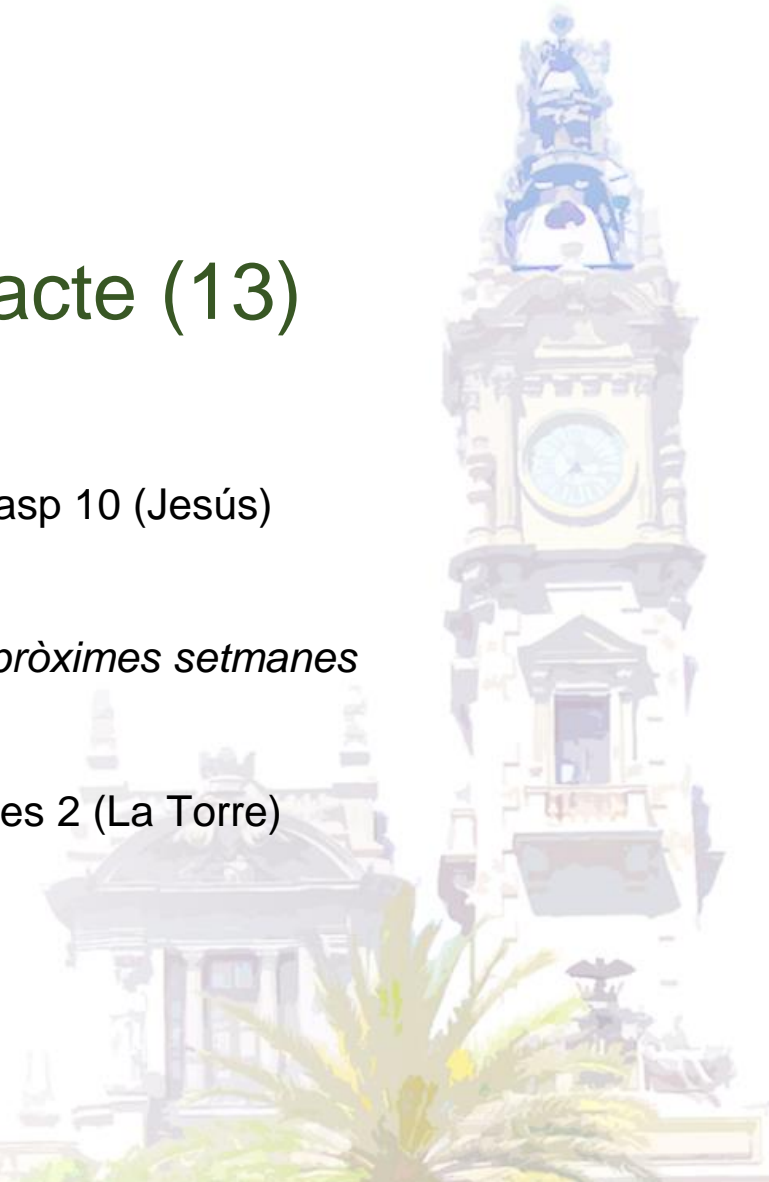 acte (13)
asp 10 (Jesús)
pròximes setmanes
es 2 (La Torre)